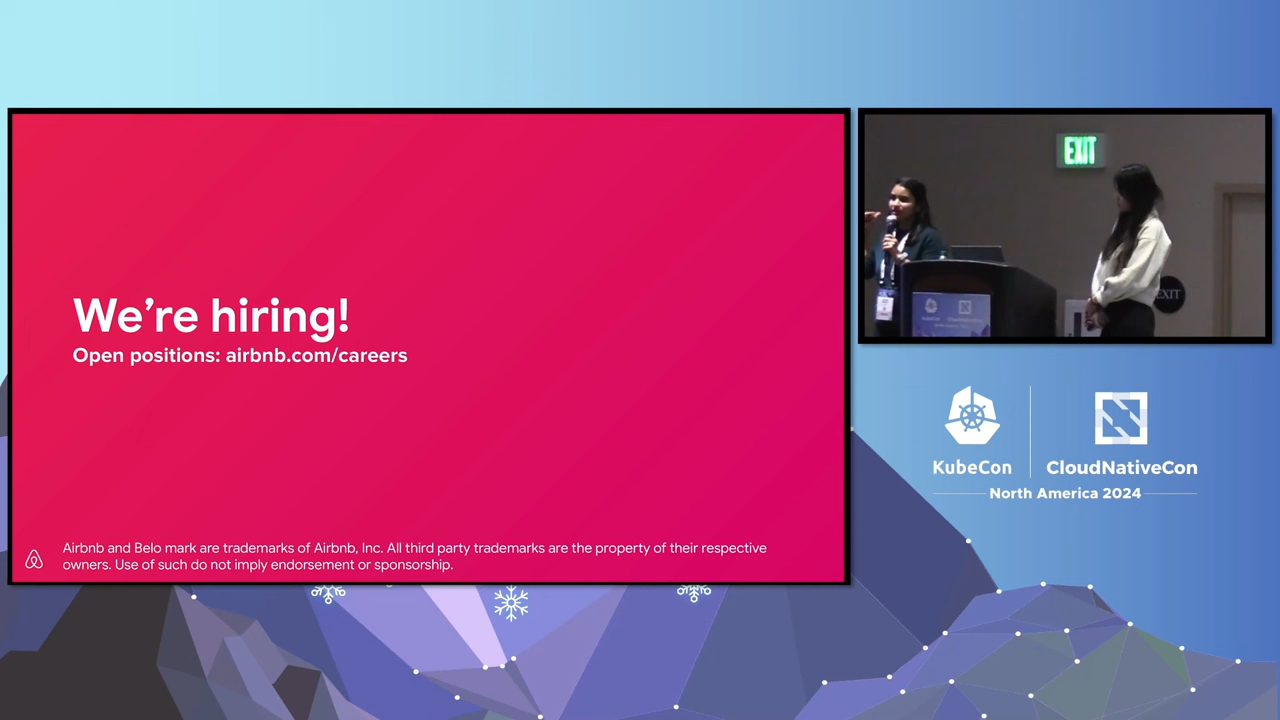 We're hiring!
Open positions: airbnb.com/careers
Airbnb and Belo mark are trademarks of Airbnb, Inc. All third party trademarks are the property of their respective
owners. Use of such do not imply endorsement or sponsorship.
EXIT
EXIT
KubeCon
CloudNativeCon
North America 2024